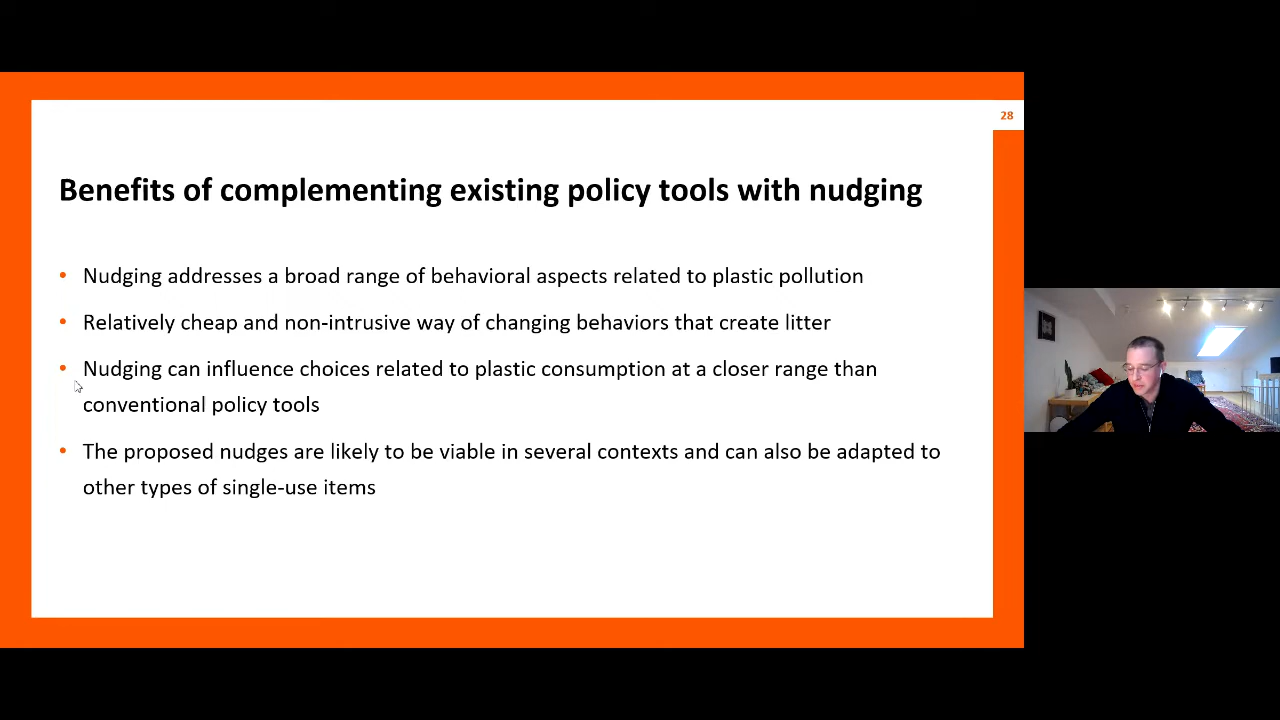 28
Benefits of complementing existing policy tools with nudging
• Nudging addresses a broad range of behavioral aspects related to plastic pollution
• Relatively cheap and non-intrusive way of changing behaviors that create litter
• Nudging can influence choices related to plastic consumption at a closer range than
conventional policy tools
• The proposed nudges are likely to be viable in several contexts and can also be adapted to
other types of single-use items